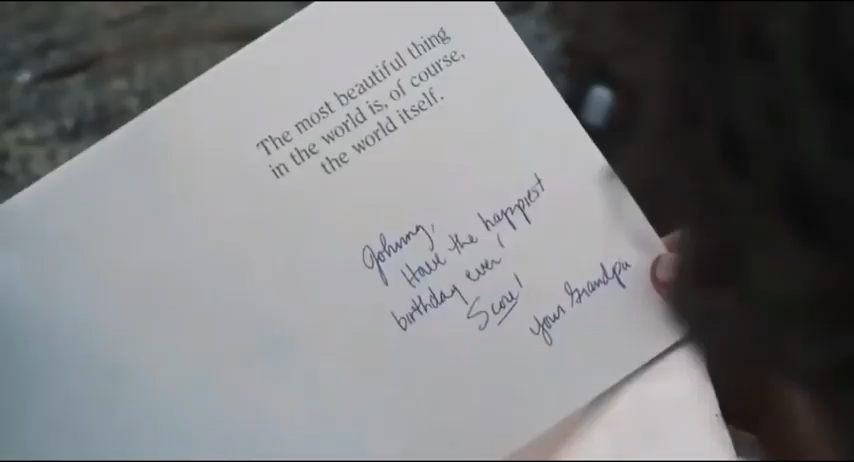 The most beautiful thing
in the world is, of course,
the world itself.
Johnny,
Have the happiest
birthday ever!
Score!
Your Grandpa